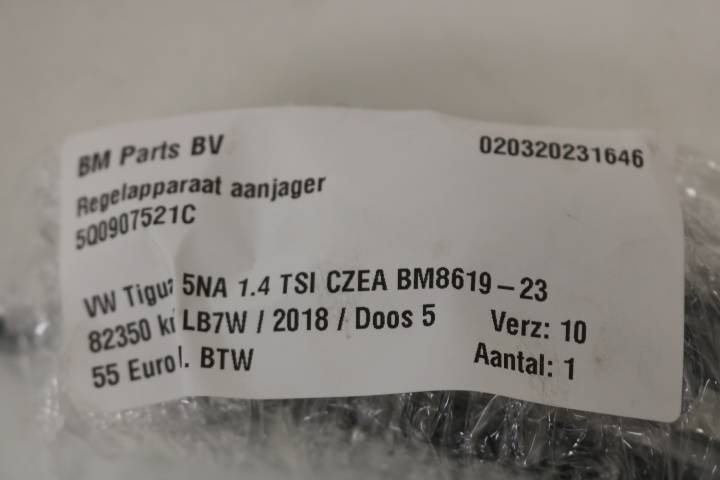 BM Parts BV
020320231646
Regelapparaat aanjager
5Q0907521C
VW 5NA 1.4 TSI CZEA BM8619-23
82350 LB7W / 2018 / Doos 5 Verz: 10
55 Euro BTW Aantal: 1